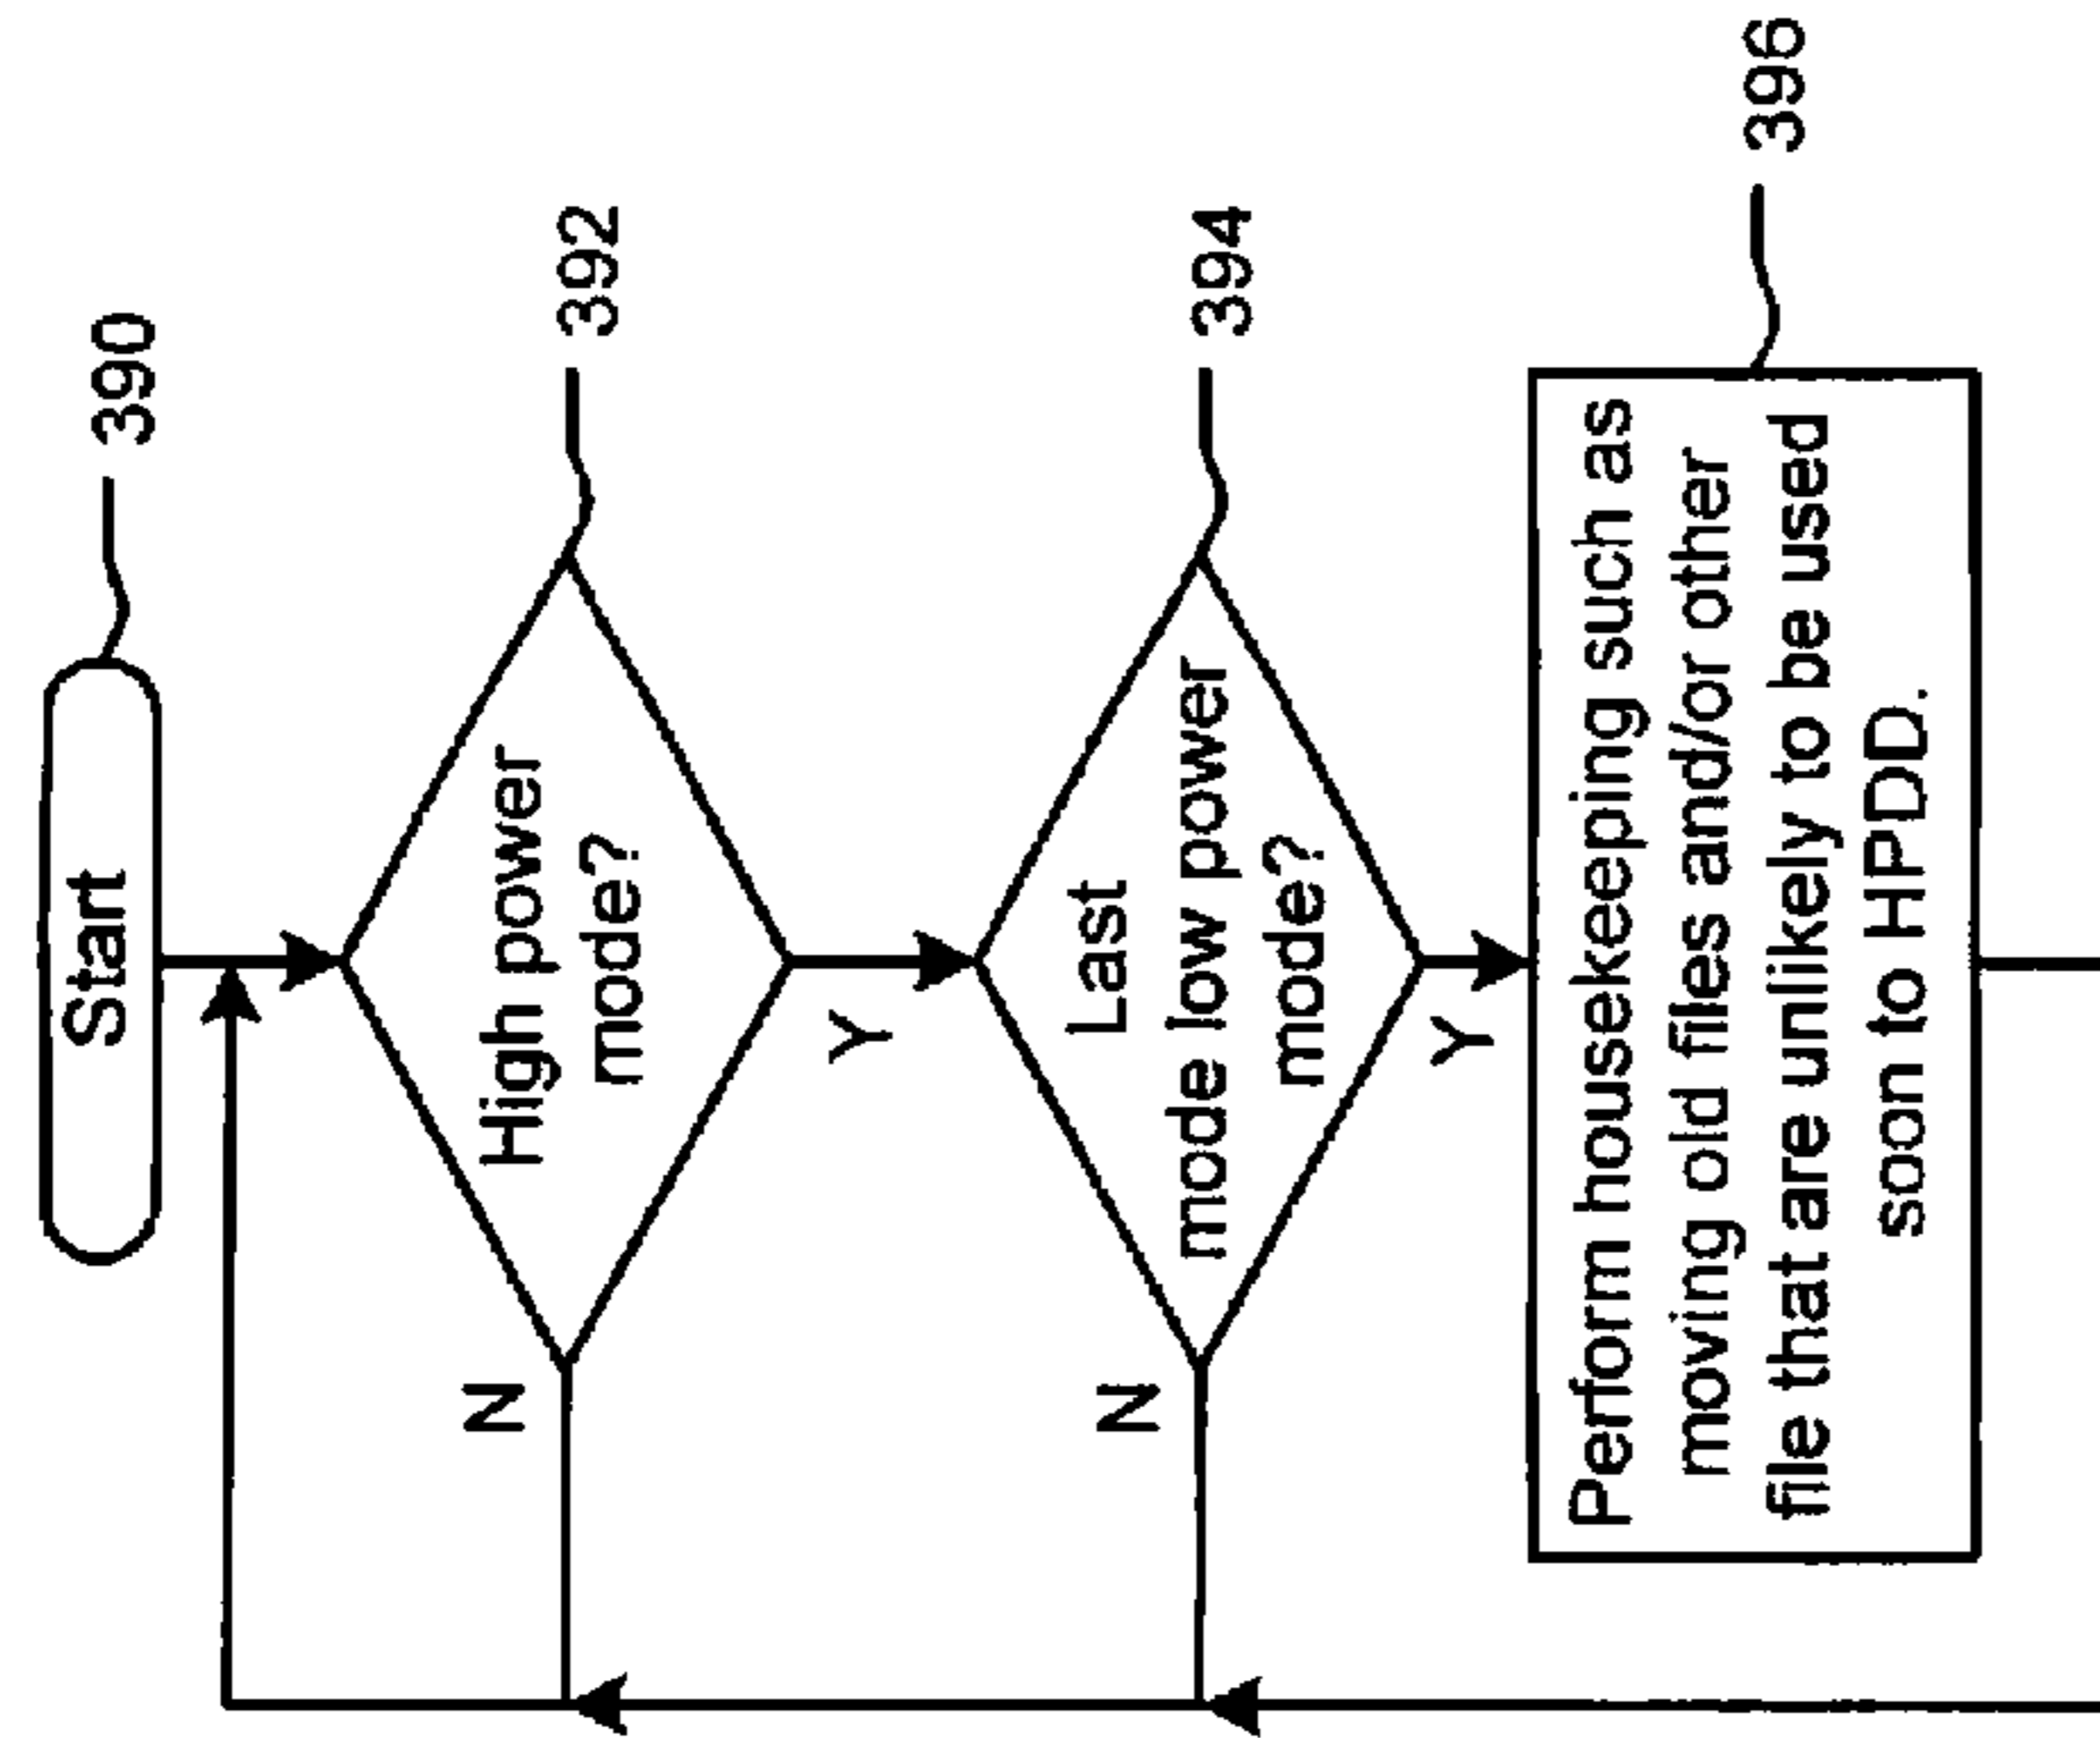 Start
390
High power
mode?
392
N
Y
Last
mode low power
mode?
394
N
Y
Perform housekeeping such as
moving old files and/or other
file that are unlikely to be used
soon to HPDD.
396